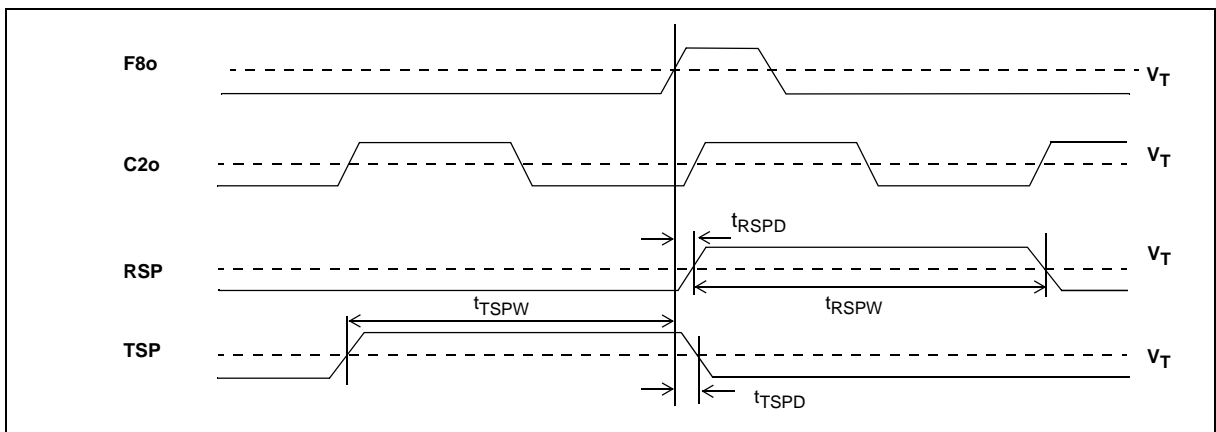 F8o
V_T
C2o
V_T
t_RSPD
RSP
V_T
t_TSPW
t_RSPW
TSP
V_T
t_TSPD